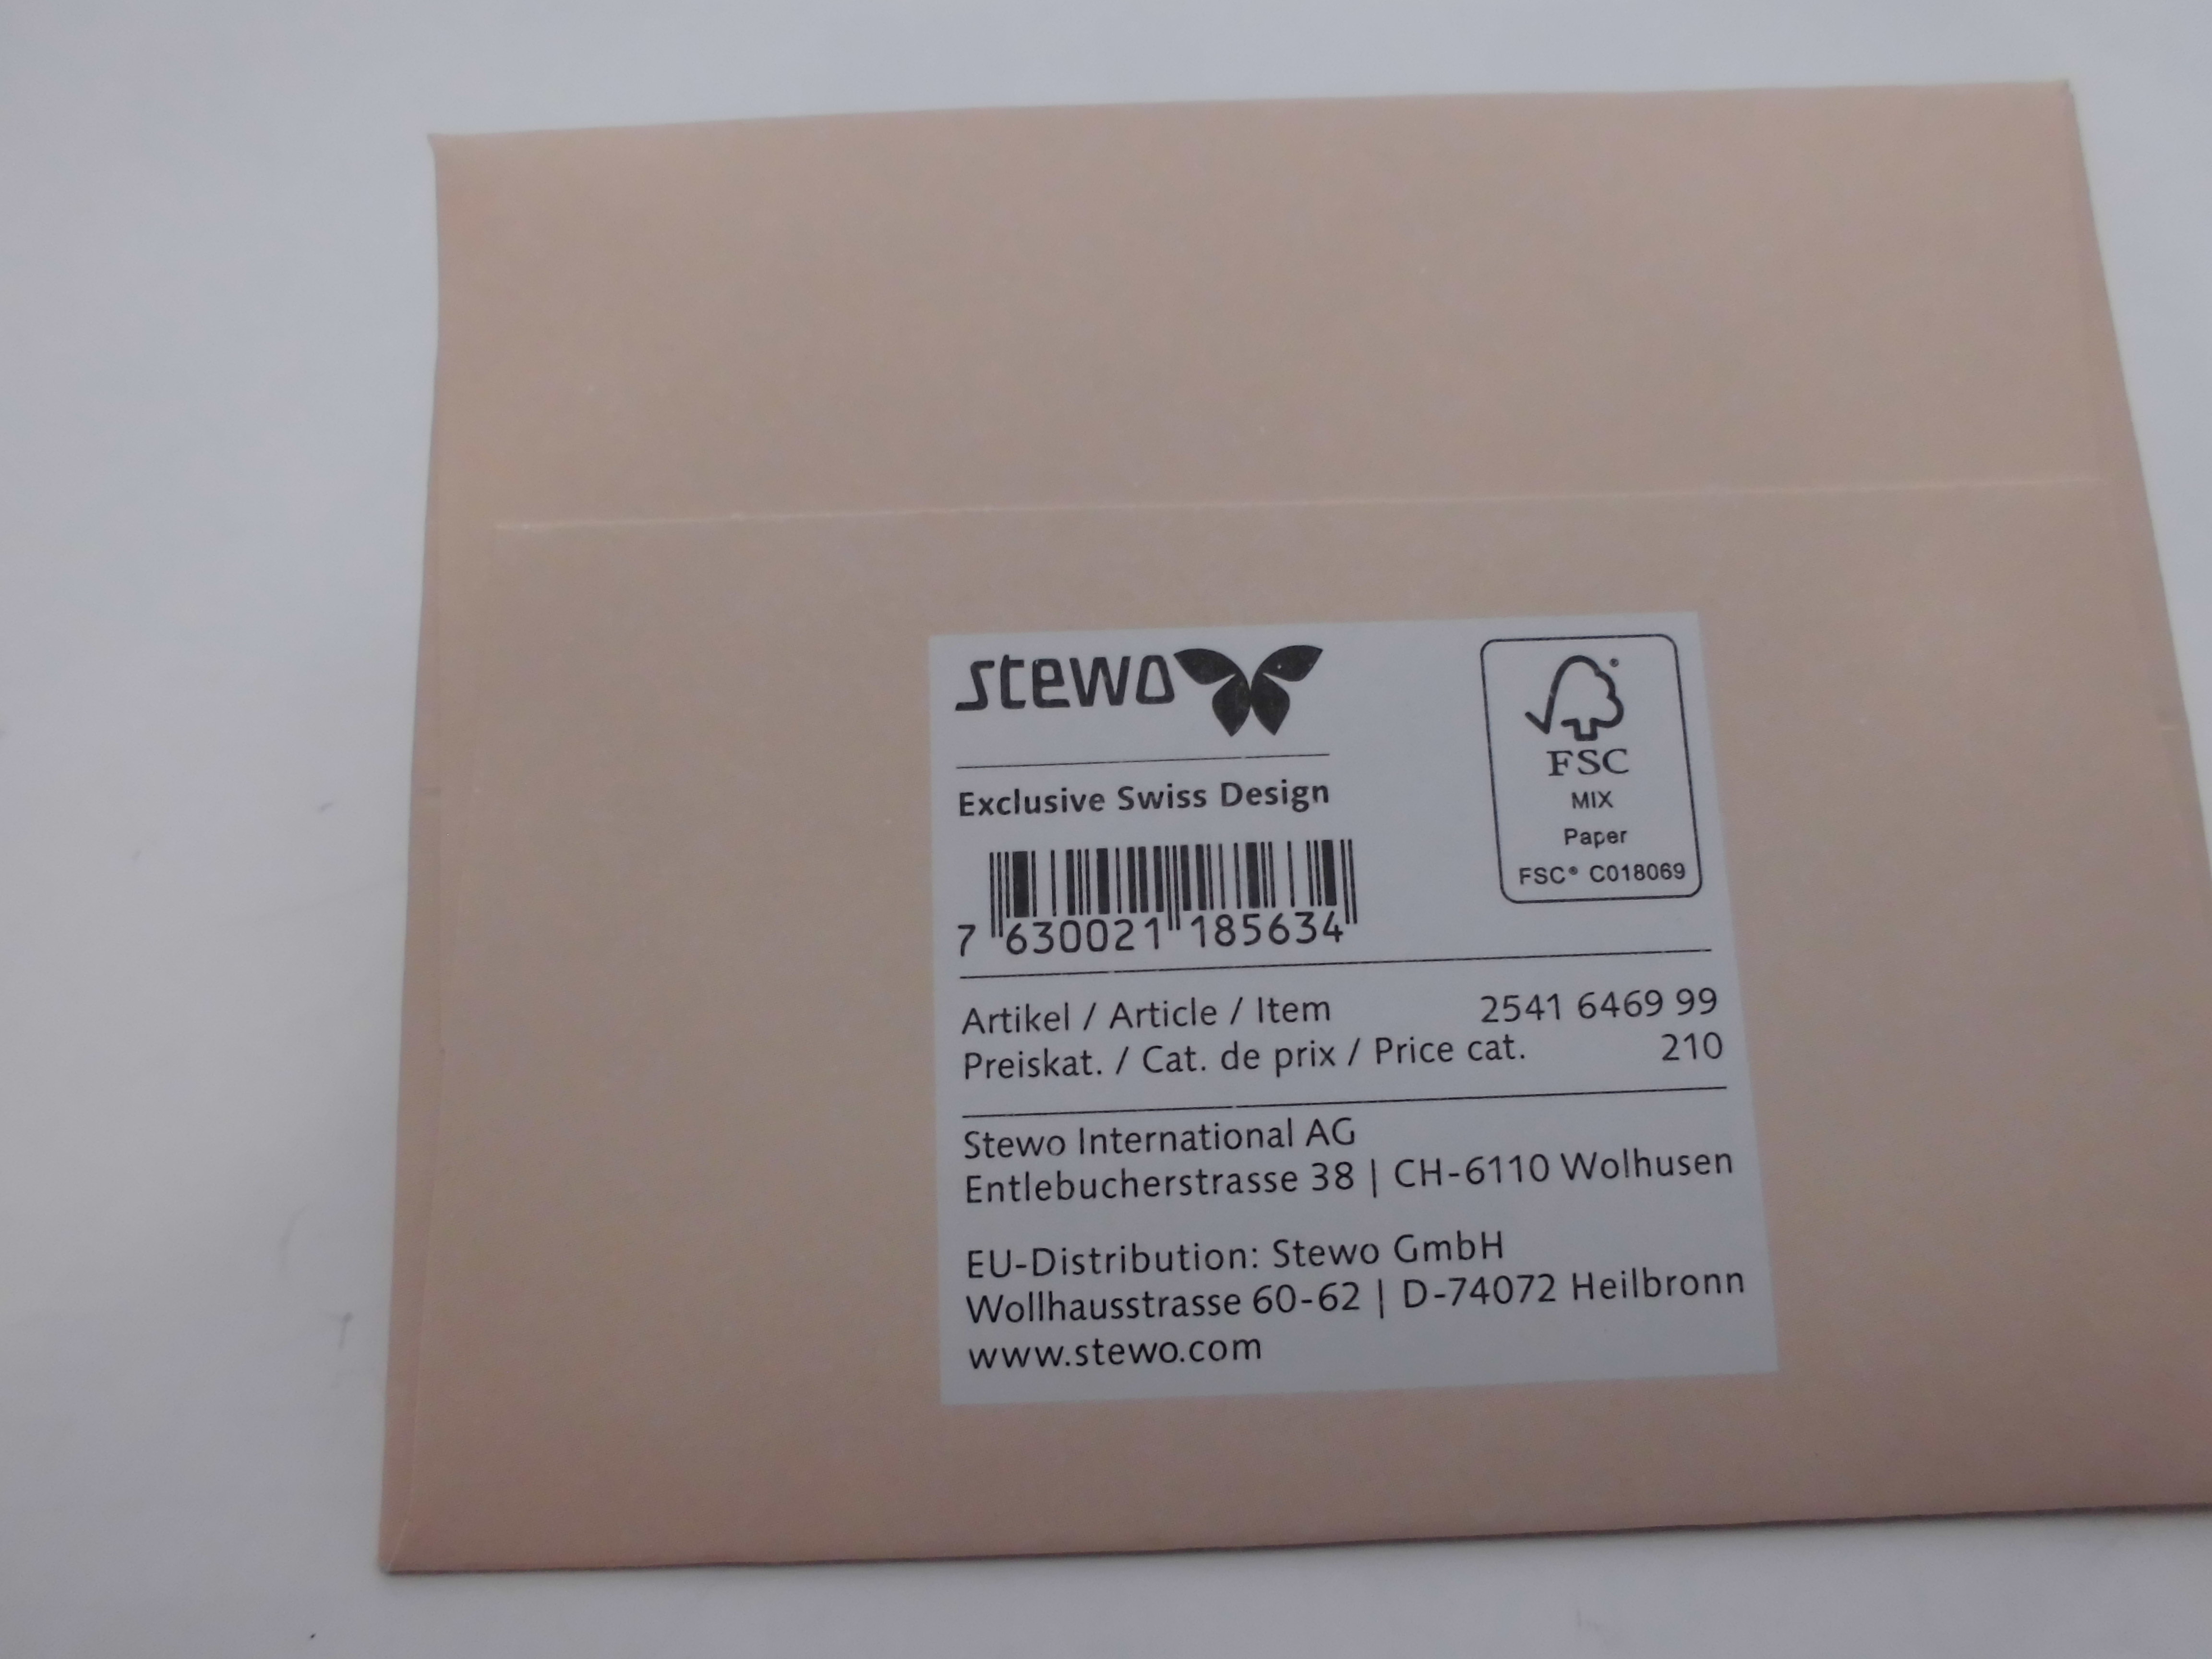 stewo
Exclusive Swiss Design
7 630021 185634
FSC
MIX
Paper
FSC® C018069
Artikel / Article / Item 2541 6469 99
Preiskat. / Cat. de prix / Price cat. 210
Stewo International AG
Entlebucherstrasse 38 | CH-6110 Wolhusen
EU-Distribution: Stewo GmbH
Wollhausstrasse 60-62 | D-74072 Heilbronn
www.stewo.com